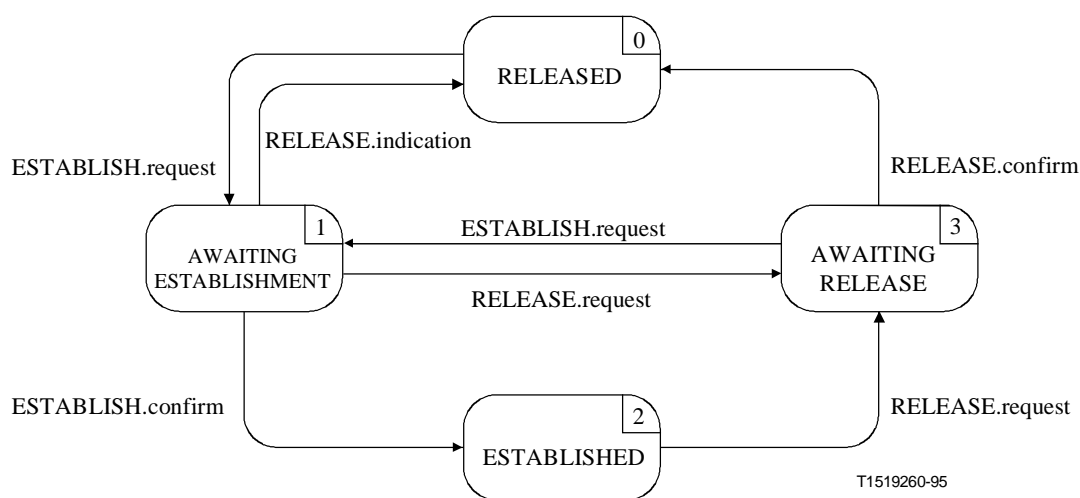 0
RELEASED
RELEASE.indication
ESTABLISH.request
RELEASE.confirm
1
AWAITING
ESTABLISHMENT
ESTABLISH.request
3
AWAITING
RELEASE
RELEASE.request
ESTABLISH.confirm
2
ESTABLISHED
RELEASE.request
T1519260-95